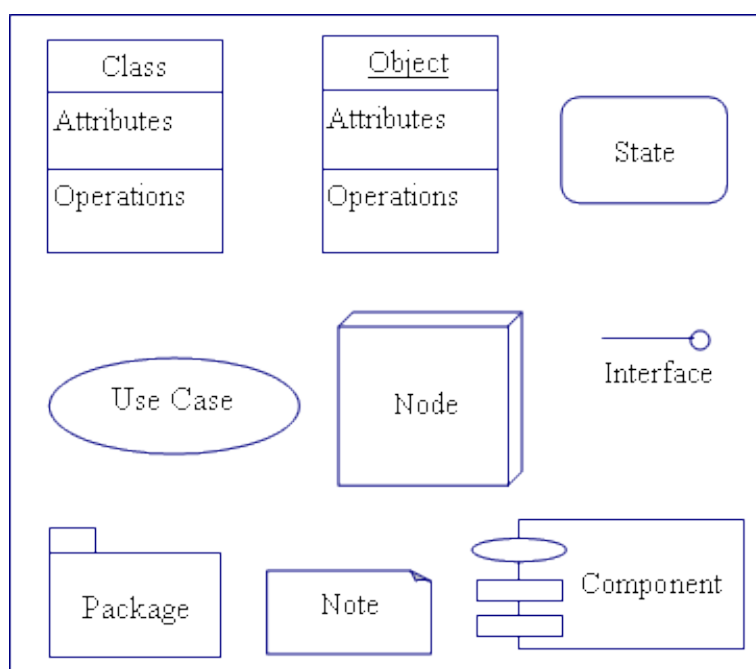 Class
Attributes
Operations
Object
Attributes
Operations
State
Use Case
Node
Interface
Package
Note
Component